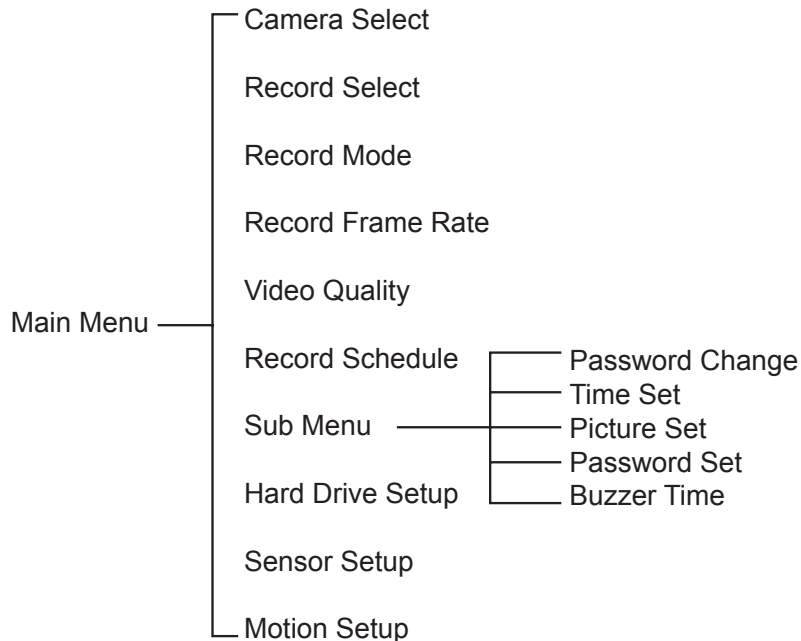 Camera Select
Record Select
Record Mode
Record Frame Rate
Video Quality
Main Menu
Record Schedule
Sub Menu
Hard Drive Setup
Sensor Setup
Motion Setup
Password Change
Time Set
Picture Set
Password Set
Buzzer Time